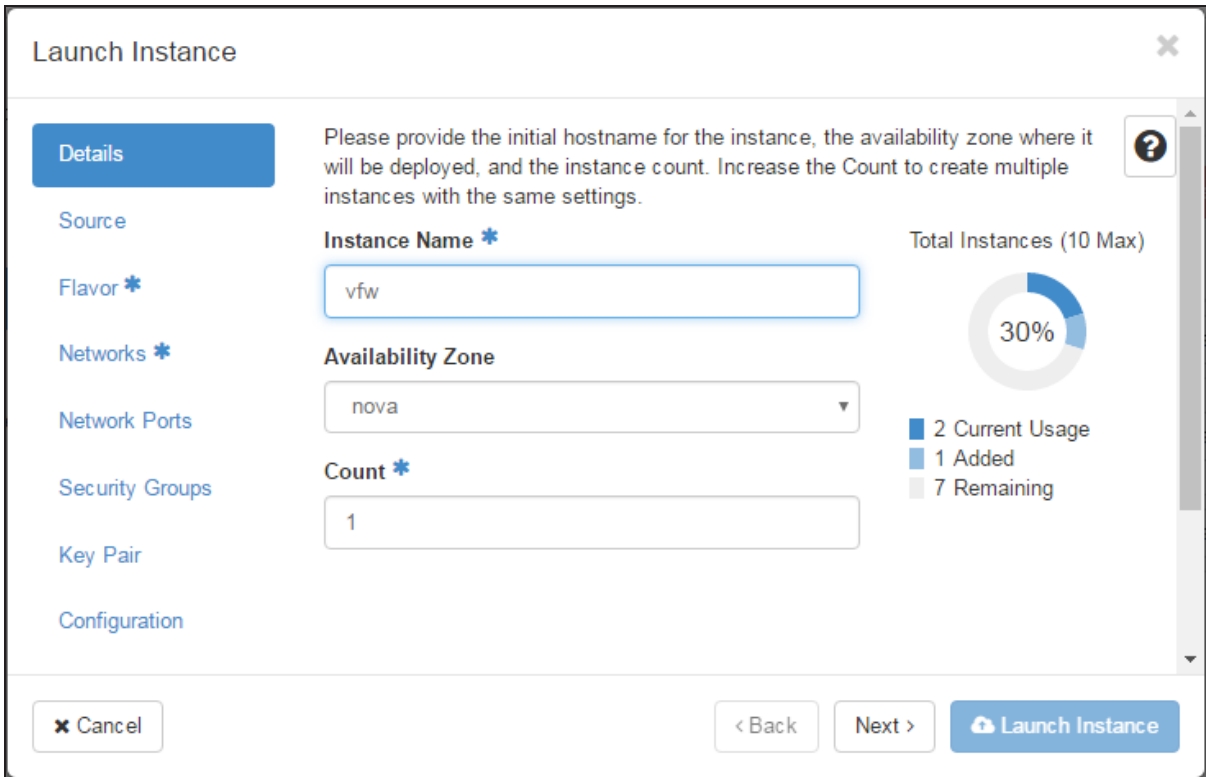 Launch Instance
Details
Source
Flavor *
Networks *
Network Ports
Security Groups
Key Pair
Configuration
Please provide the initial hostname for the instance, the availability zone where it
will be deployed, and the instance count. Increase the Count to create multiple
instances with the same settings.
Instance Name *
vfw
Availability Zone
nova
Count *
1
Total Instances (10 Max)
30%
2 Current Usage
1 Added
7 Remaining
Cancel
< Back
Next >
Launch Instance